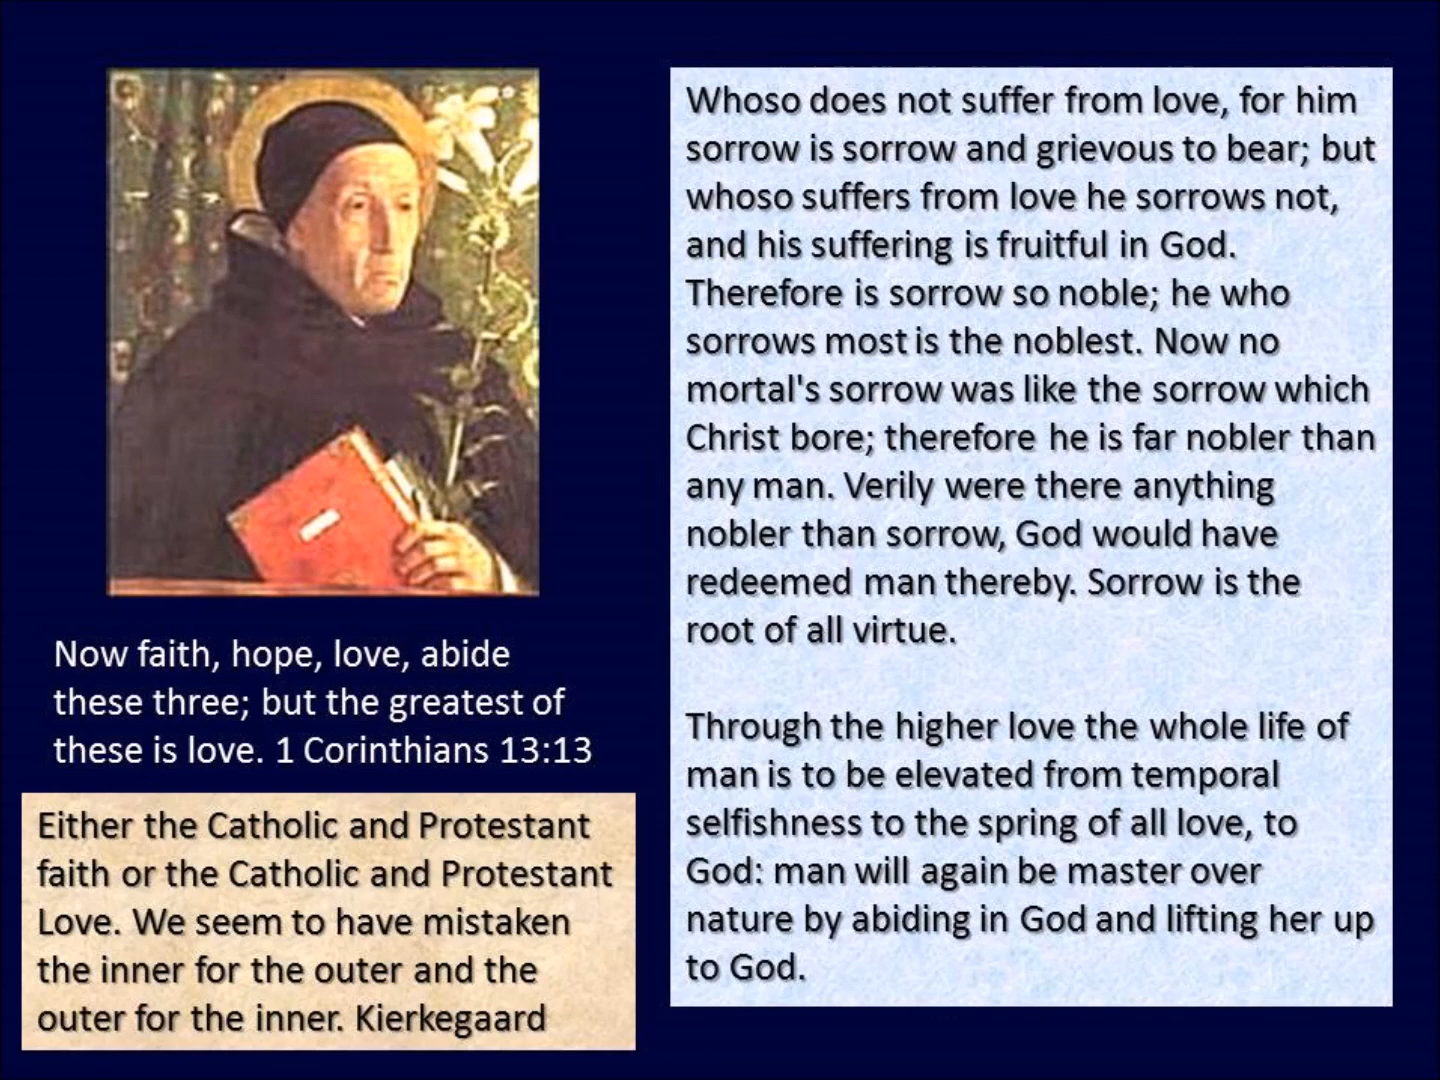 Now faith, hope, love, abide
these three; but the greatest of
these is love. 1 Corinthians 13:13
Either the Catholic and Protestant
faith or the Catholic and Protestant
Love. We seem to have mistaken
the inner for the outer and the
outer for the inner. Kierkegaard
Whoso does not suffer from love, for him
sorrow is sorrow and grievous to bear; but
whoso suffers from love he sorrows not,
and his suffering is fruitful in God.
Therefore is sorrow so noble; he who
sorrows most is the noblest. Now no
mortal's sorrow was like the sorrow which
Christ bore; therefore he is far nobler than
any man. Verily were there anything
nobler than sorrow, God would have
redeemed man thereby. Sorrow is the
root of all virtue.
Through the higher love the whole life of
man is to be elevated from temporal
selfishness to the spring of all love, to
God: man will again be master over
nature by abiding in God and lifting her up
to God.